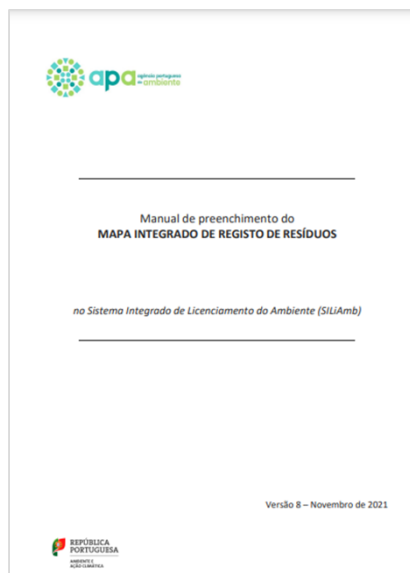 apa agência portuguesa do ambiente
Manual de preenchimento do
MAPA INTEGRADO DE REGISTO DE RESÍDUOS
no Sistema Integrado de Licenciamento do Ambiente (SILiAmb)
Versão 8 – Novembro de 2021
REPÚBLICA
PORTUGUESA
AMBIENTE E
AÇÃO CLIMÁTICA